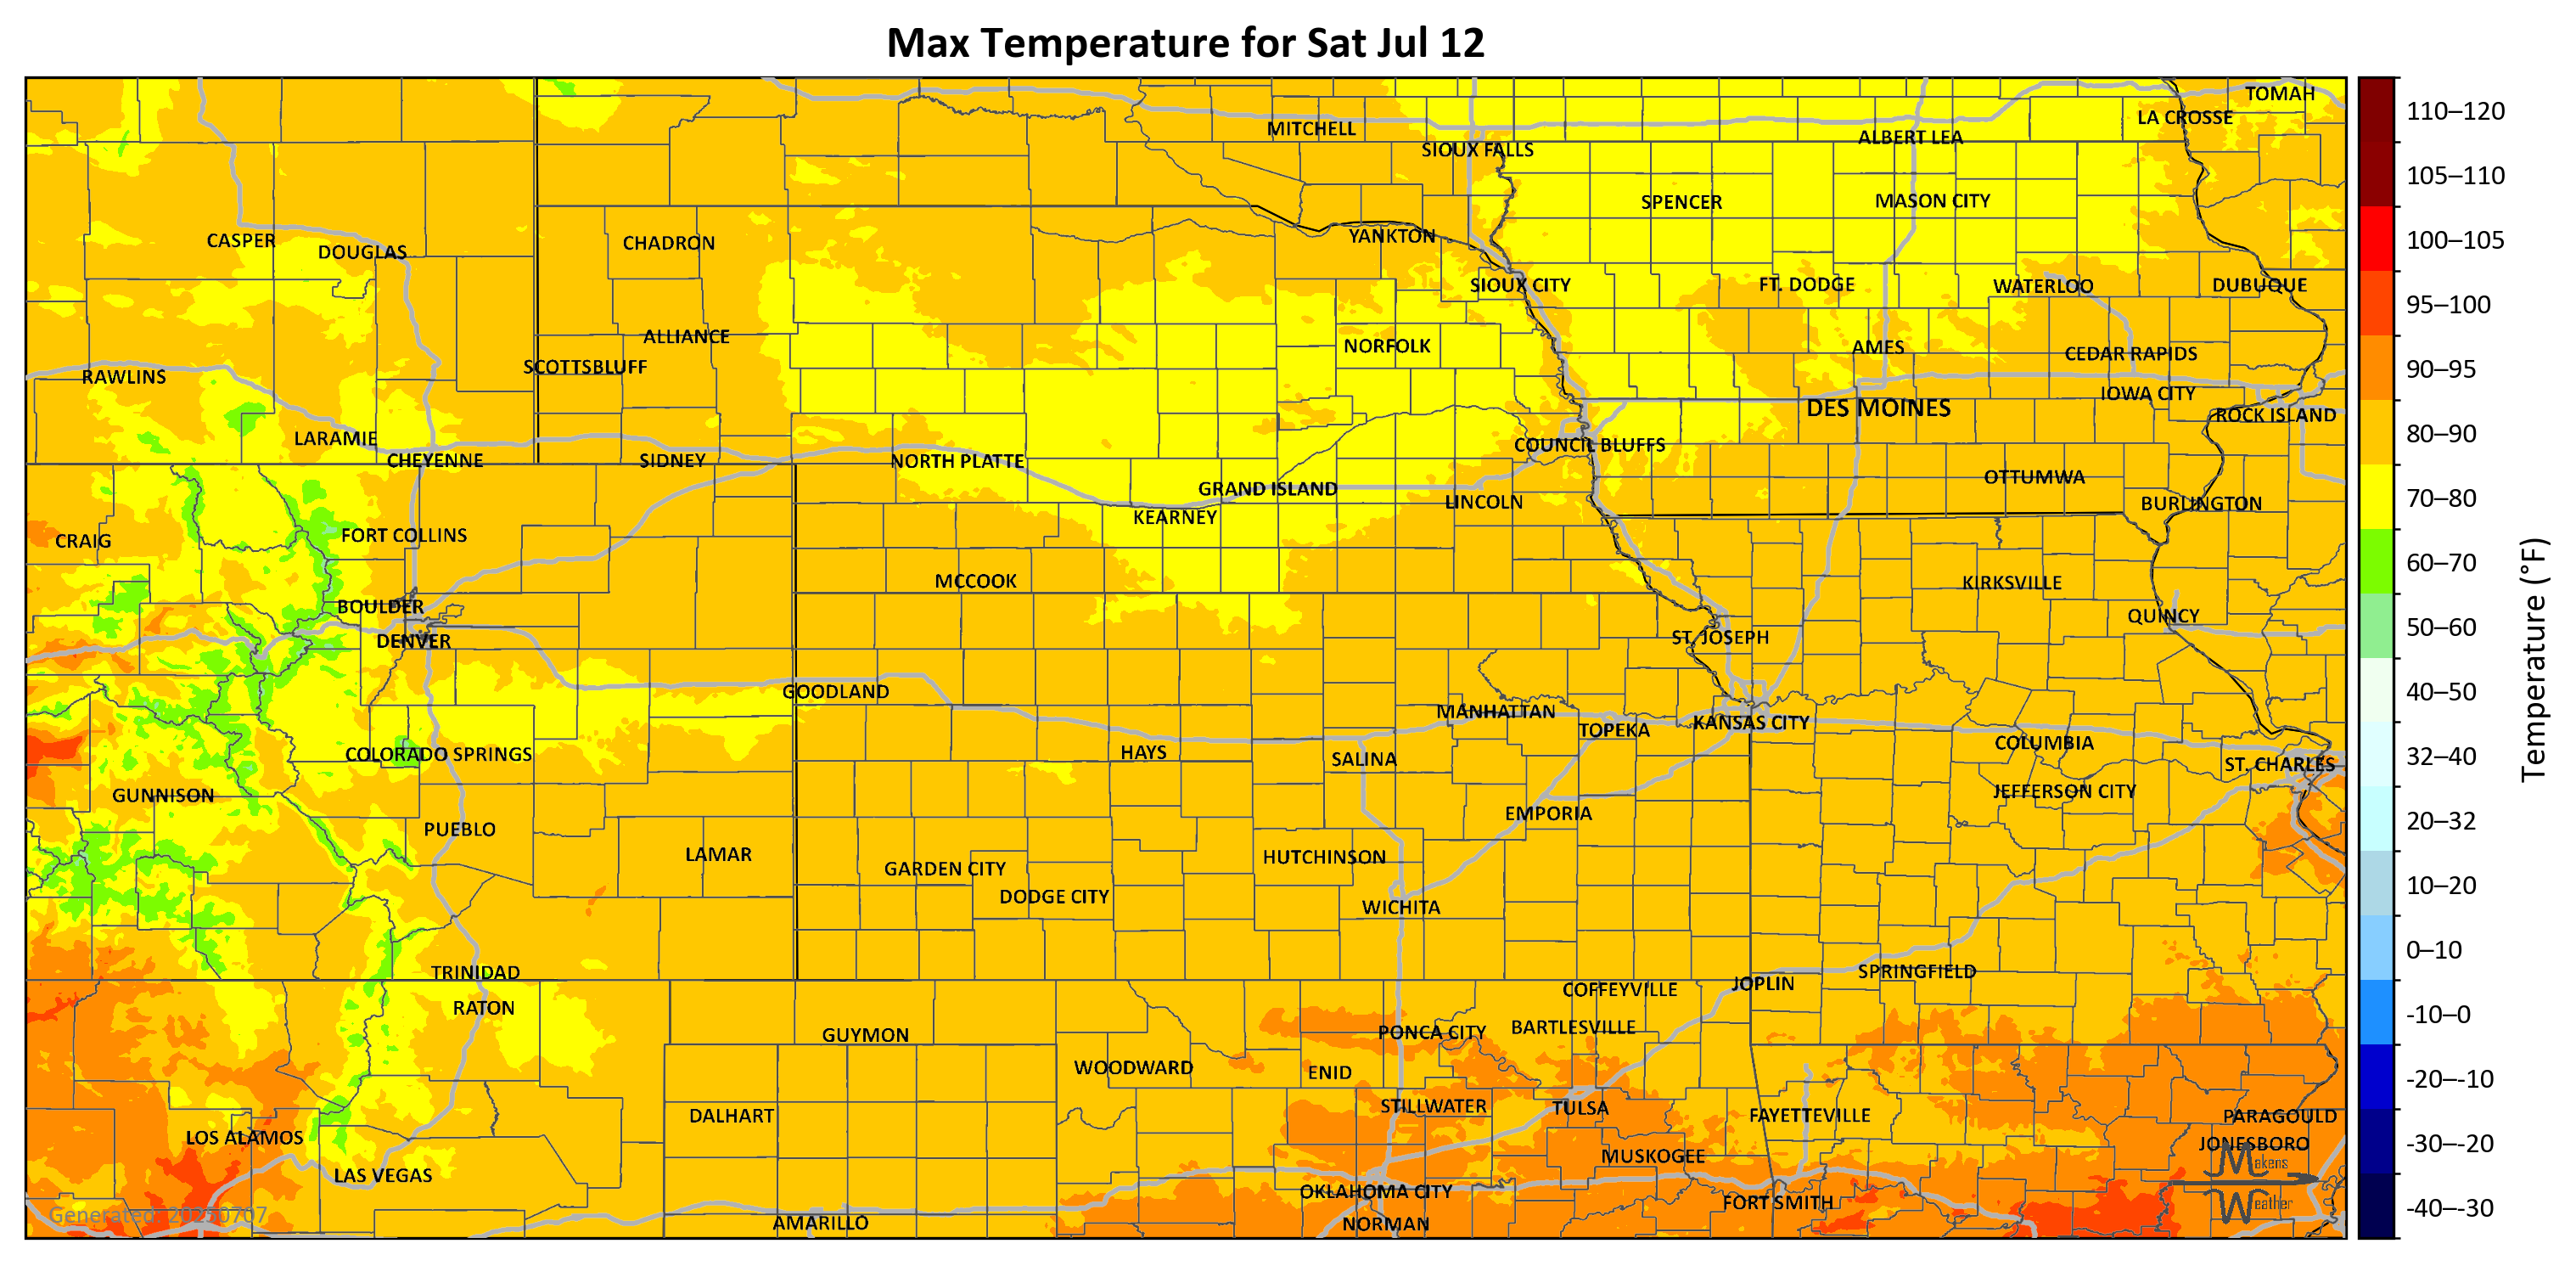 Max Temperature for Sat Jul 12
TOMAH
LA CROSSE
MITCHELL
ALBERT LEA
SIOUX FALLS
SPENCER
MASON CITY
CASPER
DOUGLAS
CHADRON
YANKTON
SIOUX CITY
FT. DODGE
WATERLOO
DUBUQUE
ALLIANCE
NORFOLK
AMES
CEDAR RAPIDS
SCOTTSBLUFF
RAWLINS
IOWA CITY
DES MOINES
ROCK ISLAND
LARAMIE
COUNCIL BLUFFS
CHEYENNE
SIDNEY
NORTH PLATTE
OTTUMWA
GRAND ISLAND
LINCOLN
BURLINGTON
KEARNEY
FORT COLLINS
CRAIG
MCCOOK
KIRKSVILLE
BOULDER
QUINCY
DENVER
ST. JOSEPH
GOODLAND
MANHATTAN
KANSAS CITY
TOPEKA
COLUMBIA
COLORADO SPRINGS
HAYS
SALINA
ST. CHARLES
GUNNISON
JEFFERSON CITY
EMPORIA
PUEBLO
LAMAR
HUTCHINSON
GARDEN CITY
DODGE CITY
WICHITA
TRINIDAD
SPRINGFIELD
JOPLIN
COFFEYVILLE
RATON
GUYMON
PONCA CITY
BARTLESVILLE
WOODWARD
ENID
STILLWATER
TULSA
DALHART
FAYETTEVILLE
PARAGOULD
LOS ALAMOS
JONESBORO
MUSKOGEE
LAS VEGAS
OKLAHOMA CITY
FORT SMITH
AMARILLO
NORMAN
Generated: 20250707
Makens
Weather
110–120
105–110
100–105
95–100
90–95
80–90
70–80
60–70
50–60
40–50
32–40
20–32
10–20
0–10
-10–0
-20–-10
-30–-20
-40–-30
Temperature (°F)